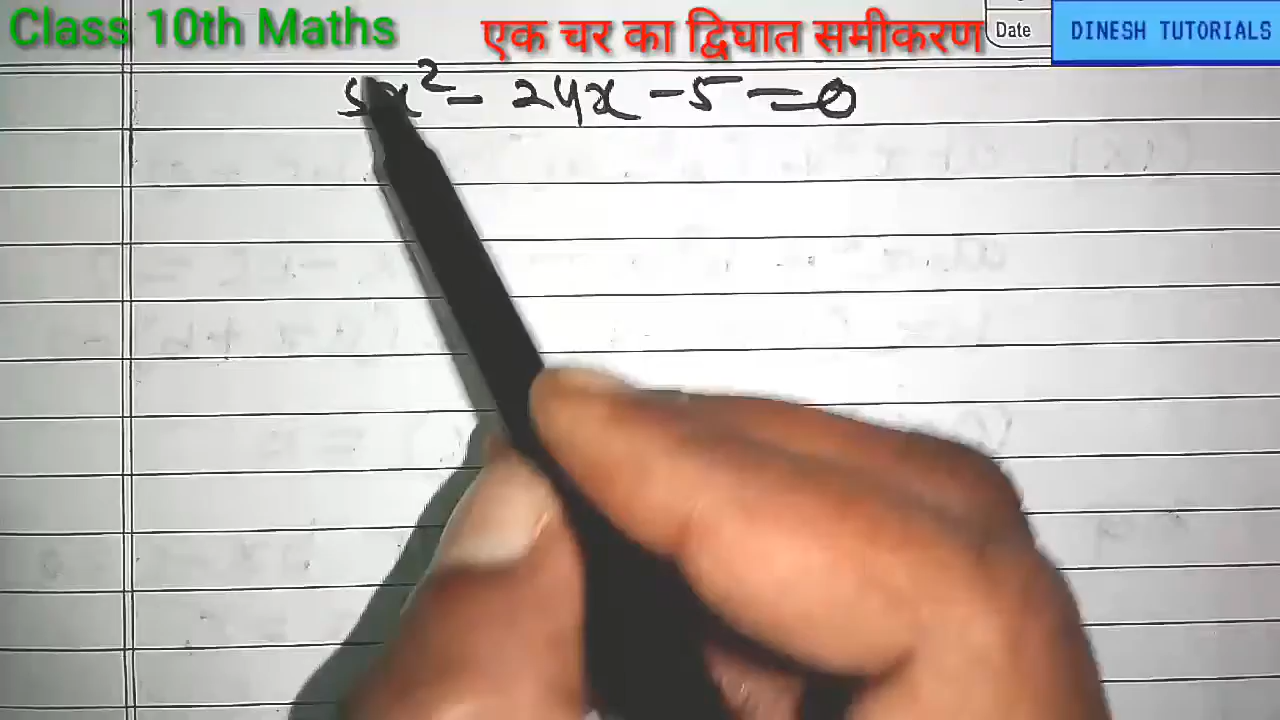 Class 10th Maths एक चर का द्विघात समीकरण Date DINESH TUTORIALS
5x² - 24x - 5 = 0